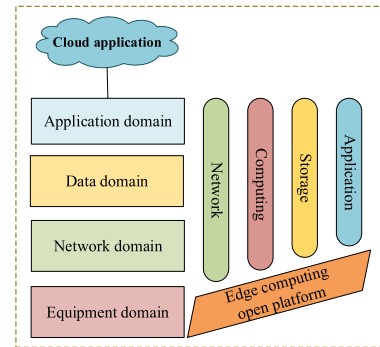 Cloud application
Application domain
Data domain
Network domain
Equipment domain
Network
Computing
Storage
Application
Edge computing
open platform